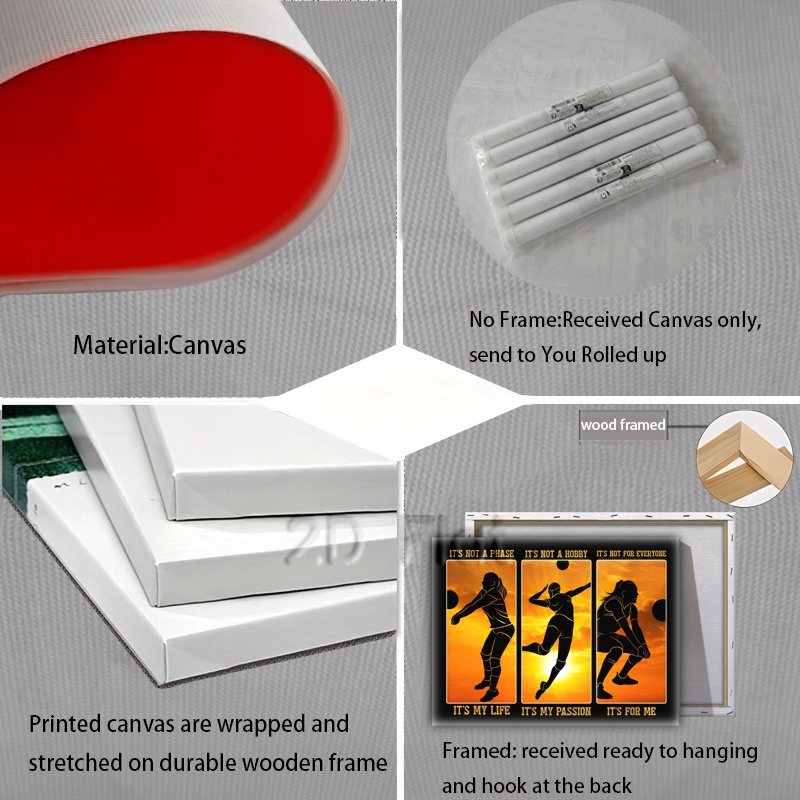 Material:Canvas
No Frame:Received Canvas only,
send to You Rolled up
Printed canvas are wrapped and
stretched on durable wooden frame
wood framed
IT'S NOT A PHASE
IT'S NOT A HOBBY
IT'S NOT FOR EVERYONE
IT'S MY LIFE
IT'S MY PASSION
IT'S FOR ME
Framed: received ready to hanging
and hook at the back